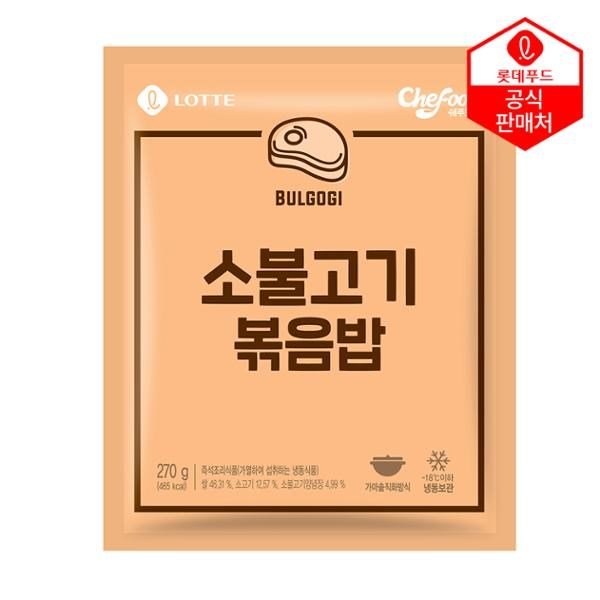 LOTTE
Chefoo
쉐푸
롯데푸드
공식
판매처
BULGOGI
소불고기
볶음밥
270 g
(465 kcal)
즉석조리식품(가열하여 섭취하는 냉동식품)
쌀 46.31 %, 소고기 12.57 %, 소불고기양념장 4.99 %
가마솥직화방식
-18℃이하
냉동보관